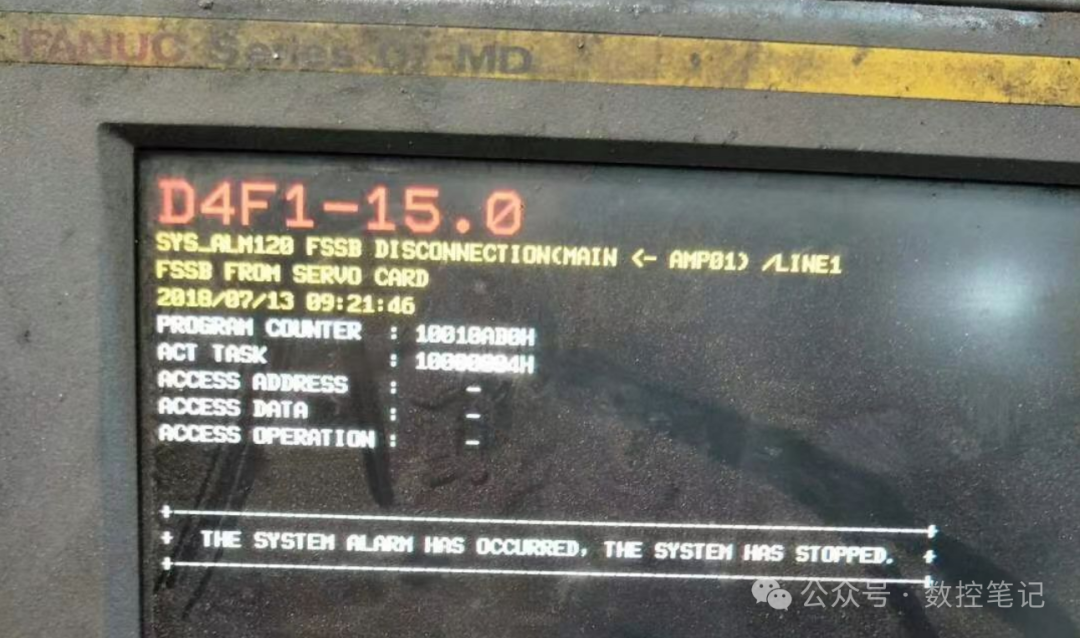 FANUC Series 0i-MD
D4F1-15.0
SYS_ALM120 FSSB DISCONNECTION(MAIN <- AMP01) /LINE1
FSSB FROM SERVO CARD
2018/07/13 09:21:46
PROGRAM COUNTER : 10010AB0H
ACT TASK : 10000004H
ACCESS ADDRESS : -
ACCESS DATA : -
ACCESS OPERATION : -
THE SYSTEM ALARM HAS OCCURRED, THE SYSTEM HAS STOPPED.
公众号 · 数控笔记